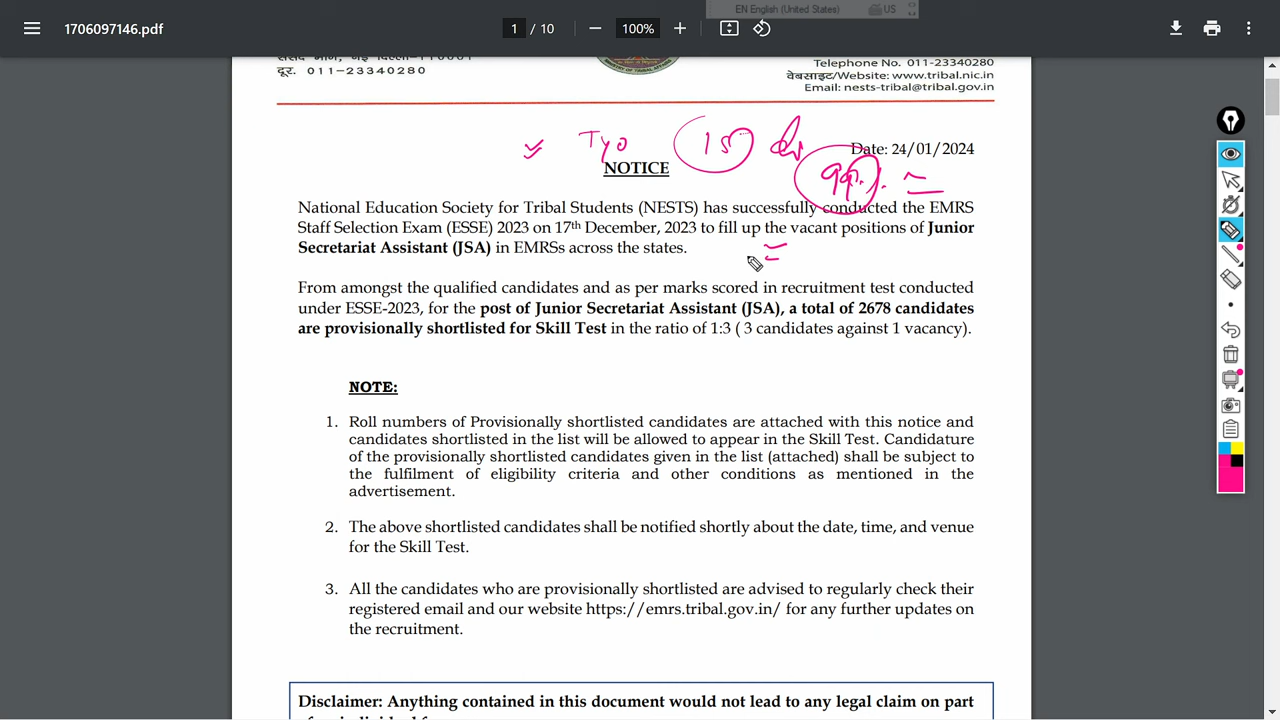 EN English (United States)
US
1706097146.pdf
1 / 10
100%
दूर. 011-23340280
Telephone No. 011-23340280
वेबसाइट/Website: www.tribal.nic.in
Email: nests-tribal@tribal.gov.in
Date: 24/01/2024
Typ 15
99%
NOTICE
National Education Society for Tribal Students (NESTS) has successfully conducted the EMRS
Staff Selection Exam (ESSE) 2023 on 17th December, 2023 to fill up the vacant positions of Junior
Secretariat Assistant (JSA) in EMRSs across the states.
From amongst the qualified candidates and as per marks scored in recruitment test conducted
under ESSE-2023, for the post of Junior Secretariat Assistant (JSA), a total of 2678 candidates
are provisionally shortlisted for Skill Test in the ratio of 1:3 ( 3 candidates against 1 vacancy).
NOTE:
1. Roll numbers of Provisionally shortlisted candidates are attached with this notice and
candidates shortlisted in the list will be allowed to appear in the Skill Test. Candidature
of the provisionally shortlisted candidates given in the list (attached) shall be subject to
the fulfilment of eligibility criteria and other conditions as mentioned in the
advertisement.
2. The above shortlisted candidates shall be notified shortly about the date, time, and venue
for the Skill Test.
3. All the candidates who are provisionally shortlisted are advised to regularly check their
registered email and our website https://emrs.tribal.gov.in/ for any further updates on
the recruitment.
Disclaimer: Anything contained in this document would not lead to any legal claim on part